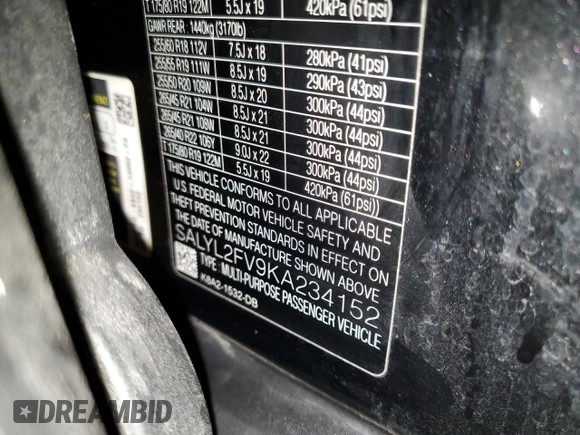 T 175/80 R19 122M 5.5J x 19 420kPa (61psi)
GAWR REAR : 1440kg (3170lb)
255/60 R18 112V 7.5J x 18 280kPa (41psi)
255/55 R19 111W 8.5J x 19 290kPa (43psi)
255/50 R20 109W 8.5J x 20 300kPa (44psi)
265/45 R21 104W 8.5J x 21 300kPa (44psi)
265/45 R21 108W 8.5J x 21 300kPa (44psi)
265/40 R22 106Y 9.0J x 22 300kPa (44psi)
T 175/80 R19 122M 5.5J x 19 420kPa (61psi)
THIS VEHICLE CONFORMS TO ALL APPLICABLE
U.S. FEDERAL MOTOR VEHICLE SAFETY AND
THEFT PREVENTION STANDARDS IN EFFECT ON
THE DATE OF MANUFACTURE SHOWN ABOVE
SALYL2FV9KA234152
TYPE: MULTI-PURPOSE PASSENGER VEHICLE
K8A2-1532-DB
DREAMBID